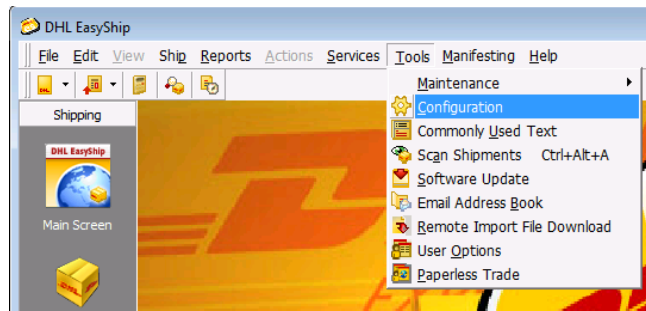 DHL EasyShip
File Edit View Ship Reports Actions Services Tools Manifesting Help
Shipping
DHL EasyShip
Main Screen
Maintenance
Configuration
Commonly Used Text
Scan Shipments Ctrl+Alt+A
Software Update
Email Address Book
Remote Import File Download
User Options
Paperless Trade